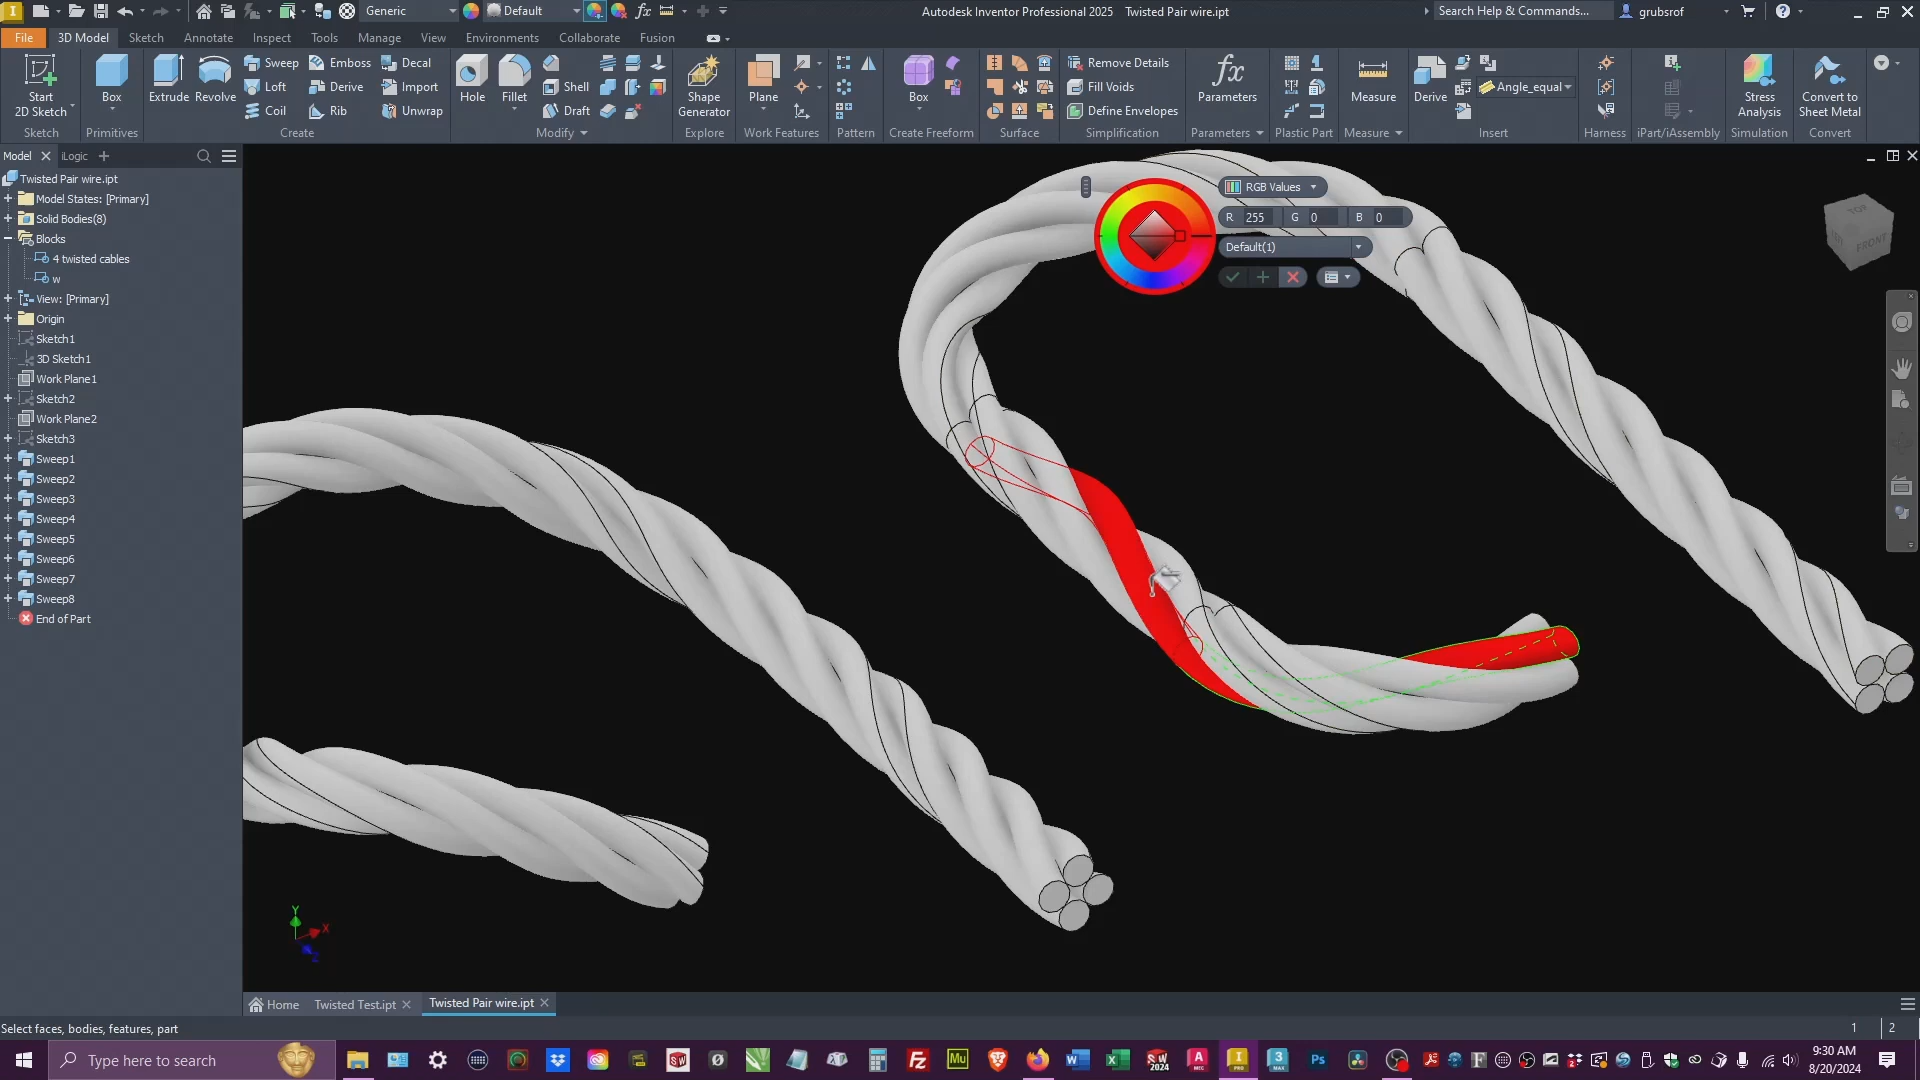 Generic
Default
Autodesk Inventor Professional 2025 Twisted Pair wire.ipt
Search Help & Commands...
grubsrof
File 3D Model Sketch Annotate Inspect Tools Manage View Environments Collaborate Fusion
Start
2D Sketch
Box
Extrude
Revolve
Sweep
Loft
Coil
Emboss
Derive
Rib
Decal
Import
Unwrap
Hole
Fillet
Shell
Draft
Shape
Generator
Plane
Box
Remove Details
Fill Voids
Define Envelopes
Parameters
Measure
Derive
Angle_equal
Stress
Analysis
Convert to
Sheet Metal
Sketch Primitives Create Modify Explore Work Features Pattern Create Freeform Surface Simplification Parameters Plastic Part Measure Insert Harness iPart/iAssembly Simulation Convert
Model
iLogic
Twisted Pair wire.ipt
Model States: [Primary]
Solid Bodies(8)
Blocks
4 twisted cables
w
View: [Primary]
Origin
Sketch1
3D Sketch1
Work Plane1
Sketch2
Work Plane2
Sketch3
Sweep1
Sweep2
Sweep3
Sweep4
Sweep5
Sweep6
Sweep7
Sweep8
End of Part
RGB Values
R 255 G 0 B 0
Default(1)
TOP
FRONT
Y
X
Z
Home Twisted Test.ipt Twisted Pair wire.ipt
Select faces, bodies, features, part
1 2
Type here to search
9:30 AM
8/20/2024